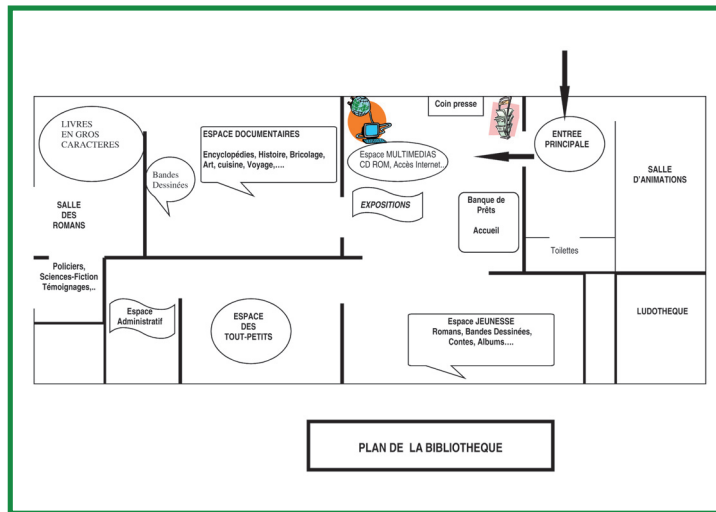 LIVRES
EN GROS
CARACTERES
Bandes
Dessinées
ESPACE DOCUMENTAIRES
Encyclopédies, Histoire, Bricolage,
Art, cuisine, Voyage,....
Coin presse
Espace MULTIMEDIAS
CD ROM, Accès Internet..
ENTREE
PRINCIPALE
SALLE
D'ANIMATIONS
SALLE
DES
ROMANS
EXPOSITIONS
Banque de
Prêts
Accueil
Toilettes
Policiers,
Sciences-Fiction
Témoignages,..
Espace
Administratif
ESPACE
DES
TOUT-PETITS
Espace JEUNESSE
Romans, Bandes Dessinées,
Contes, Albums....
LUDOTHEQUE
PLAN DE LA BIBLIOTHEQUE